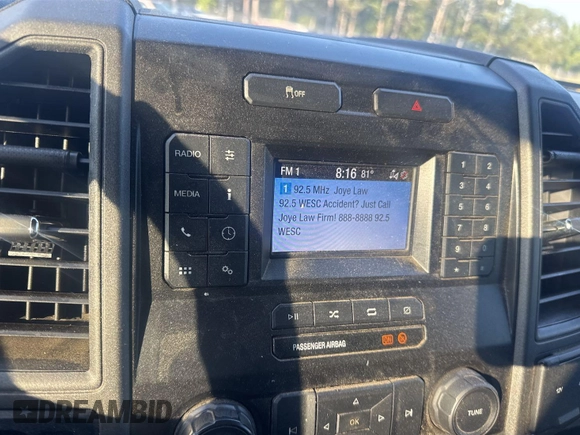 OFF
FM 1 8:16 81°
1 92.5 MHz Joye Law
92.5 WESC Accident? Just Call
Joye Law Firm! 888-8888 92.5
WESC
RADIO
MEDIA
i
1 2
3 4
5 6
7 8
9 0
* #
PASSENGER AIRBAG OFF
OK
TUNE
DREAMBID